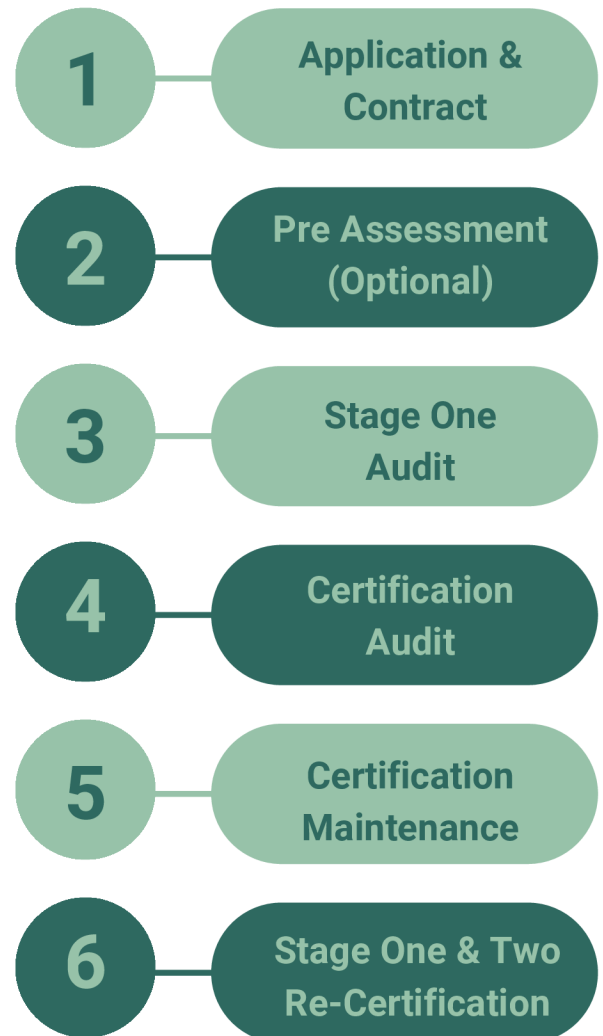 1
Application &
Contract
2
Pre Assessment
(Optional)
3
Stage One
Audit
4
Certification
Audit
5
Certification
Maintenance
6
Stage One & Two
Re-Certification